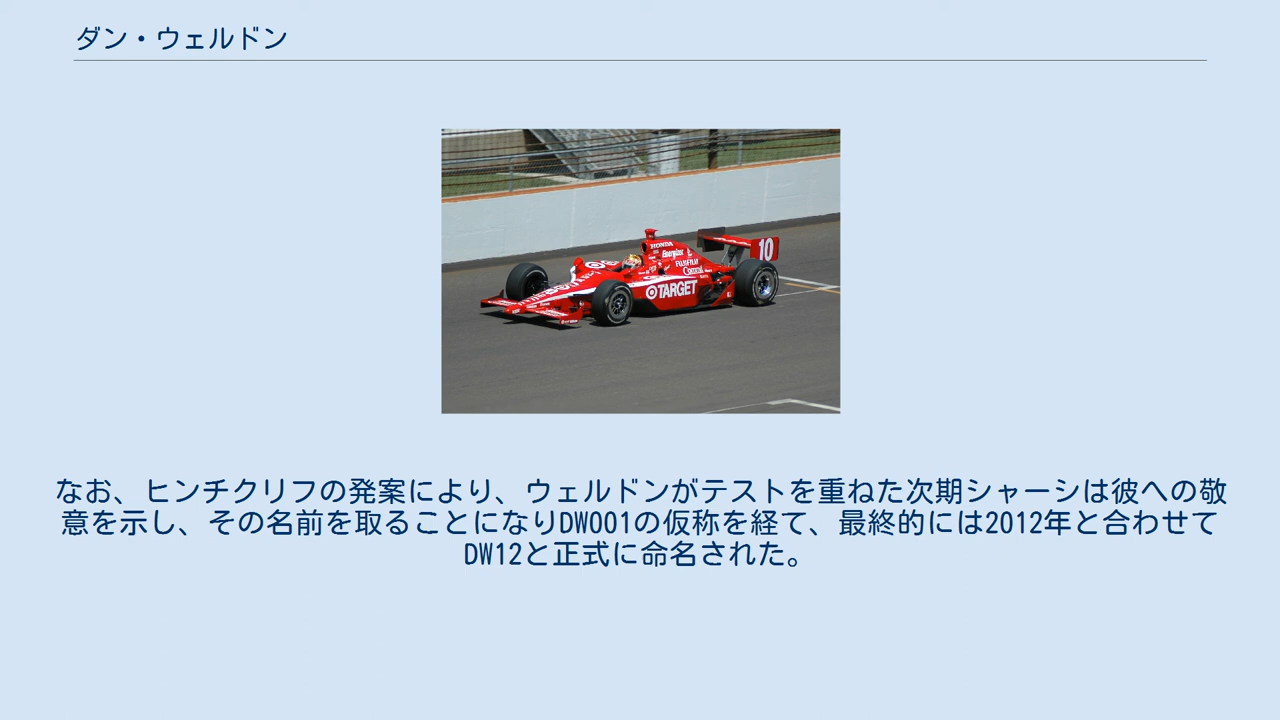 ダン・ウェルドン
HONDA
Energizer
FUJIFILM
10
TARGET
なお、ヒンチクリフの発案により、ウェルドンがテストを重ねた次期シャーシは彼への敬
意を示し、その名前を取ることになりDW001の仮称を経て、最終的には2012年と合わせて
DW12と正式に命名された。